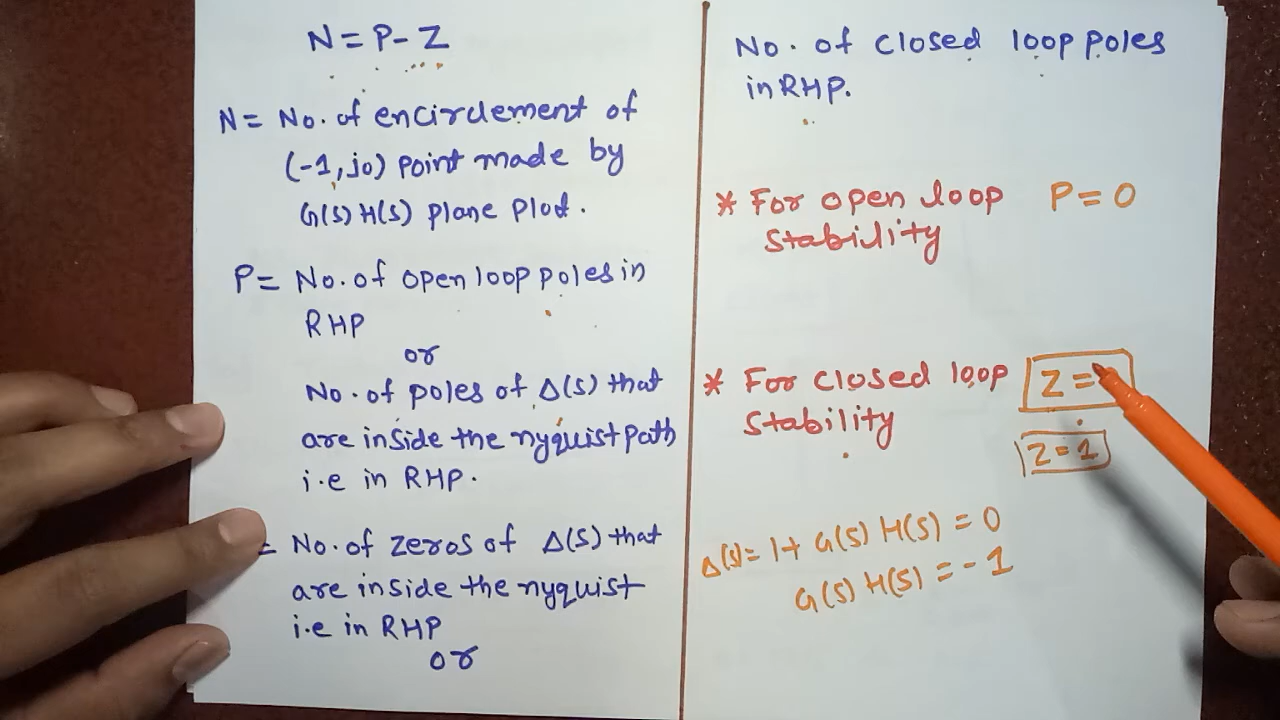 N = P - Z
N = No. of encirclement of
(-1, j0) point made by
G(s) H(s) plane plot.
P = No. of open loop poles in
RHP
or
No. of poles of Δ(s) that
are inside the nyquist path
i.e in RHP.
= No. of zeros of Δ(s) that
are inside the nyquist
i.e in RHP
or
No. of closed loop poles
in RHP.
* For open loop P = 0
stability
* For closed loop Z =
stability
Z = 1
Δ(s) = 1 + G(s) H(s) = 0
G(s) H(s) = - 1